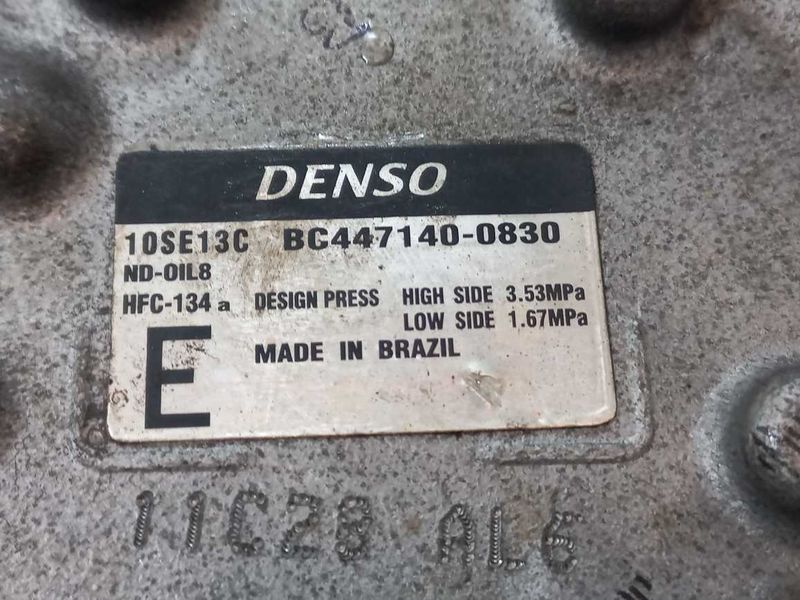 DENSO
10SE13C BC447140-0830
ND-OIL8
HFC-134a DESIGN PRESS HIGH SIDE 3.53MPa
LOW SIDE 1.67MPa
E MADE IN BRAZIL
11CZ8 AL6